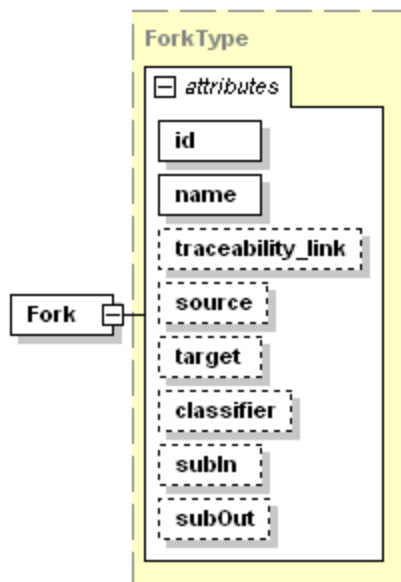 ForkType
attributes
id
name
traceability_link
source
target
classifier
subIn
subOut
Fork